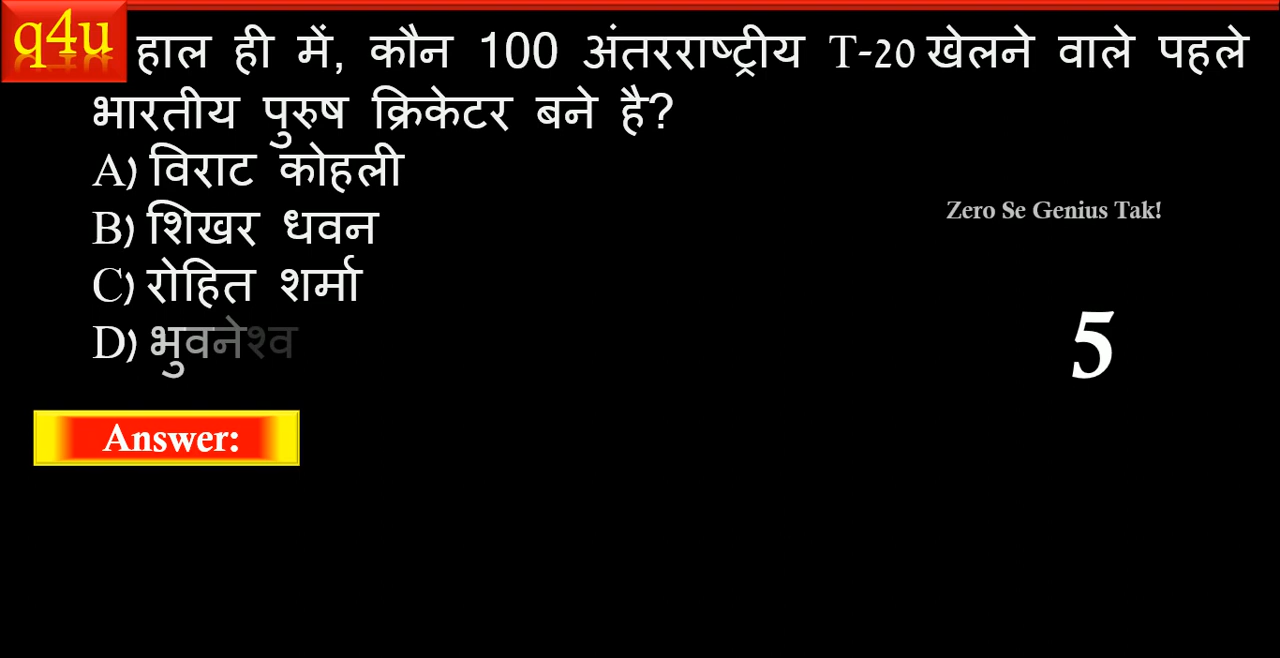 q4u
हाल ही में, कौन 100 अंतरराष्ट्रीय T-20 खेलने वाले पहले
भारतीय पुरुष क्रिकेटर बने है?
A) विराट कोहली
B) शिखर धवन
Zero Se Genius Tak!
C) रोहित शर्मा
D) भुवनेश्व
5
Answer: